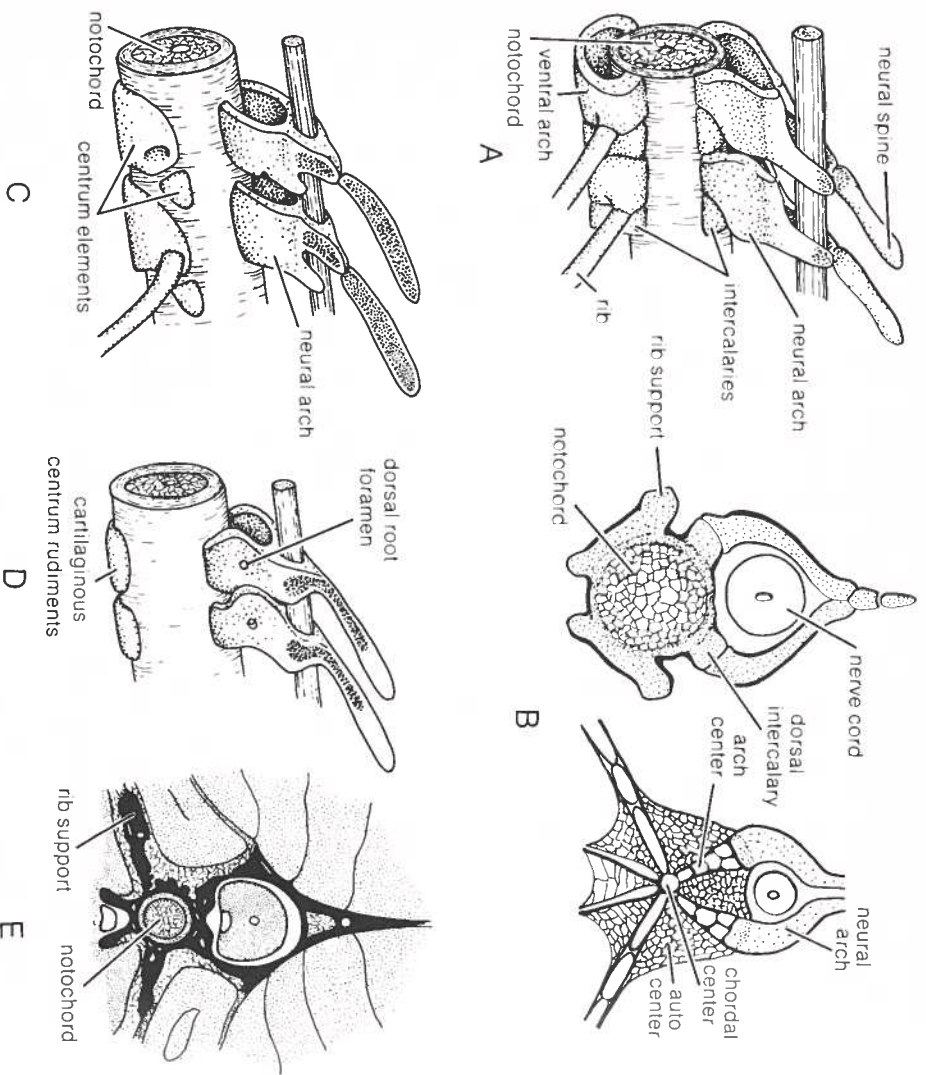 neural spine
neural arch
intercalaries
rib
notochord
ventral arch
A
nerve cord
dorsal
intercalary
rib support
notochord
neural
arch
arch
center
chordal
center
auto
center
B
notochord
centrum elements
neural arch
C
dorsal root
foramen
cartilaginous
centrum rudiments
D
rib support
notochord
E